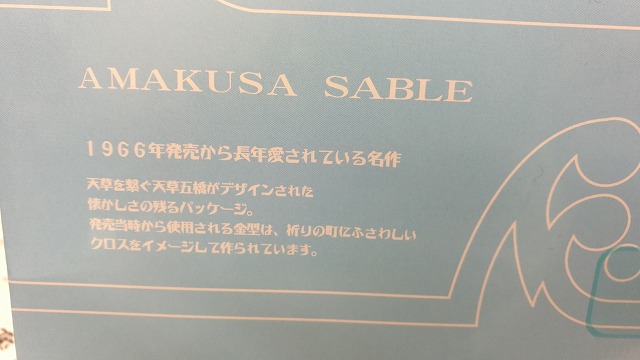 AMAKUSA SABLE
1966年発売から長年愛されている名作
天草を繋ぐ天草五橋がデザインされた
懐かしさの残るパッケージ。
発売当時から使用される金型は、祈りの町にふさわしい
クロスをイメージして作られています。